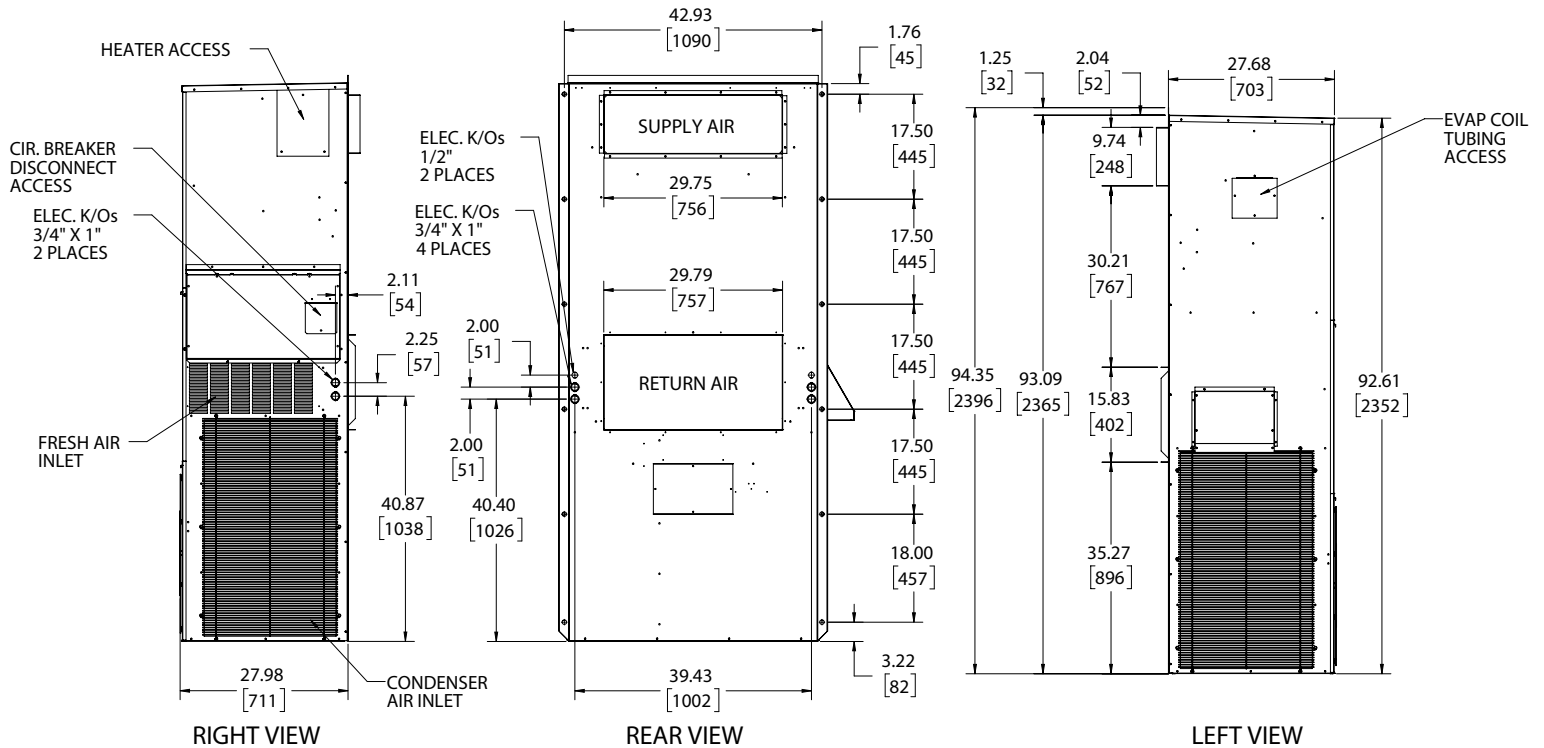 HEATER ACCESS
CIR. BREAKER
DISCONNECT
ACCESS
ELEC. K/Os
3/4" X 1"
2 PLACES
2.11
[54]
2.25
[57]
FRESH AIR
INLET
40.87
[1038]
27.98
[711]
CONDENSER
AIR INLET
RIGHT VIEW
42.93
[1090]
1.76
[45]
SUPPLY AIR
ELEC. K/Os
1/2"
2 PLACES
29.75
[756]
ELEC. K/Os
3/4" X 1"
4 PLACES
17.50
[445]
17.50
[445]
29.79
[757]
2.00
[51]
17.50
[445]
RETURN AIR
2.00
[51]
17.50
[445]
40.40
[1026]
18.00
[457]
3.22
[82]
39.43
[1002]
REAR VIEW
1.25
[32]
2.04
[52]
27.68
[703]
EVAP COIL
TUBING
ACCESS
9.74
[248]
30.21
[767]
94.35
[2396]
93.09
[2365]
15.83
[402]
92.61
[2352]
35.27
[896]
LEFT VIEW